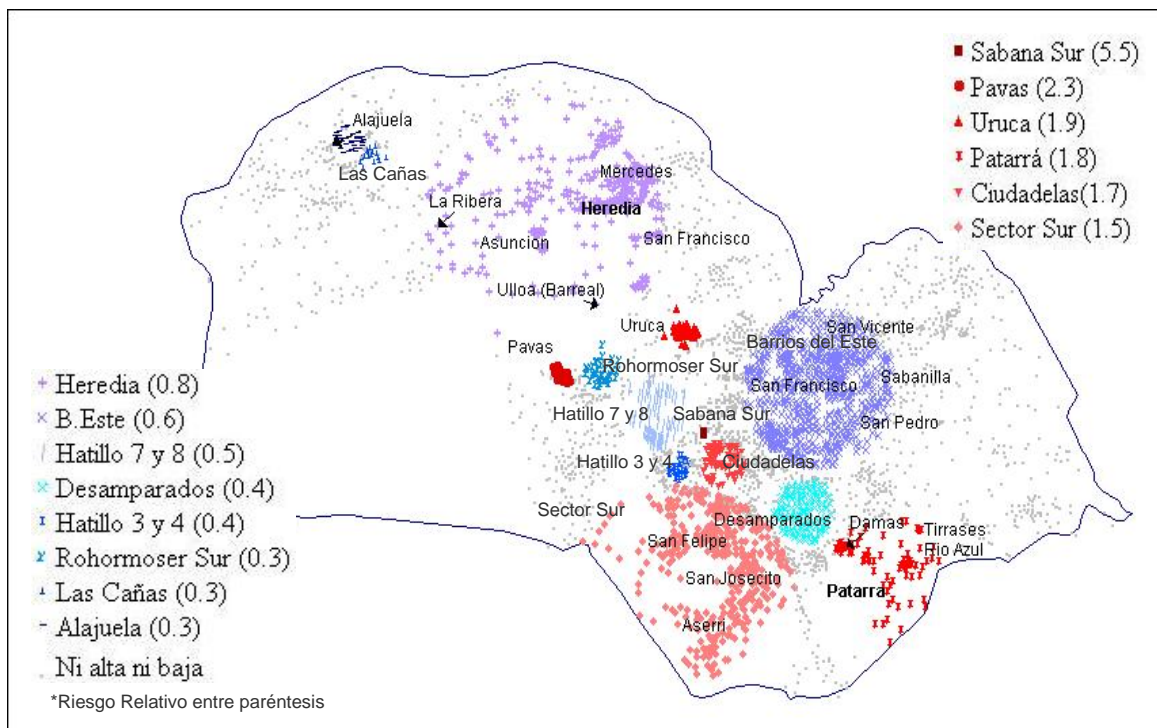 Sabana Sur (5.5)
Pavas (2.3)
Uruca (1.9)
Patarrá (1.8)
Ciudadelas(1.7)
Sector Sur (1.5)
Alajuela
Las Cañas
Mercedes
La Ribera
Heredia
Asuncion
San Francisco
Ulloa (Barreal)
Uruca
San Vicente
Barrios del Este
Pavas
Rohormoser Sur
San Francisco
Sabanilla
Hatillo 7 y 8
Sabana Sur
San Pedro
Hatillo 3 y 4
Ciudadelas
Sector Sur
Desamparados
Damas
Tirrases
San Felipe
Rio Azul
San Josecito
Patarrá
Aserri
Heredia (0.8)
B.Este (0.6)
Hatillo 7 y 8 (0.5)
Desamparados (0.4)
Hatillo 3 y 4 (0.4)
Rohormoser Sur (0.3)
Las Cañas (0.3)
Alajuela (0.3)
Ni alta ni baja
*Riesgo Relativo entre paréntesis